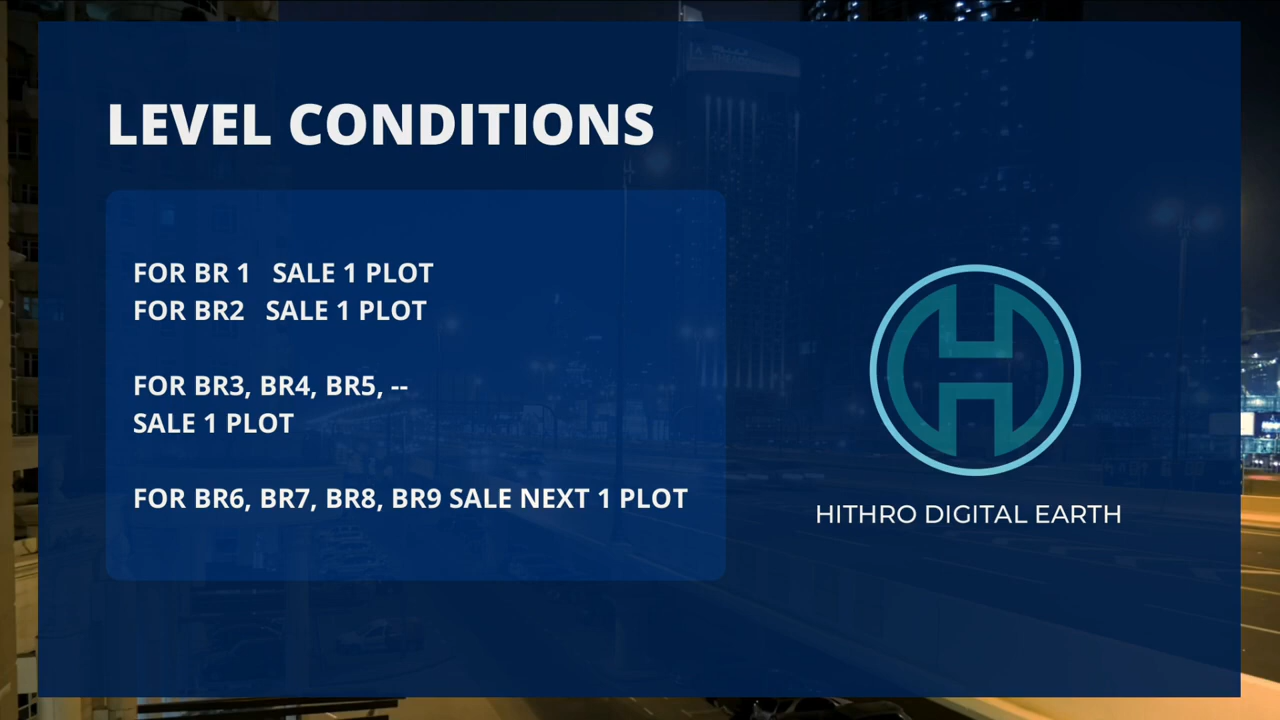 LEVEL CONDITIONS
FOR BR 1 SALE 1 PLOT
FOR BR2 SALE 1 PLOT
FOR BR3, BR4, BR5, --
SALE 1 PLOT
FOR BR6, BR7, BR8, BR9 SALE NEXT 1 PLOT
HITHRO DIGITAL EARTH